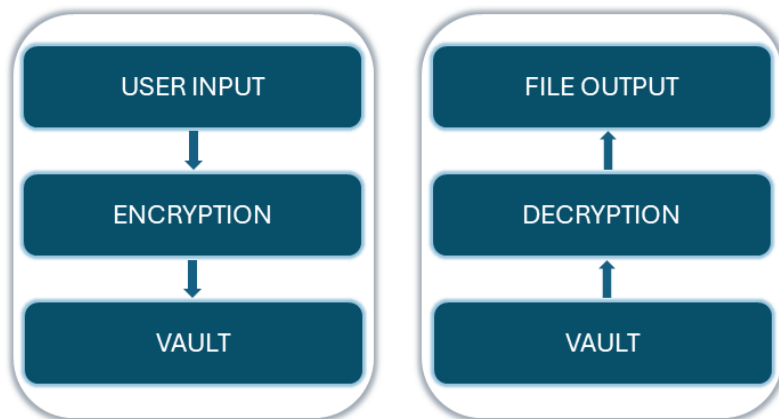 USER INPUT
ENCRYPTION
VAULT
FILE OUTPUT
DECRYPTION
VAULT